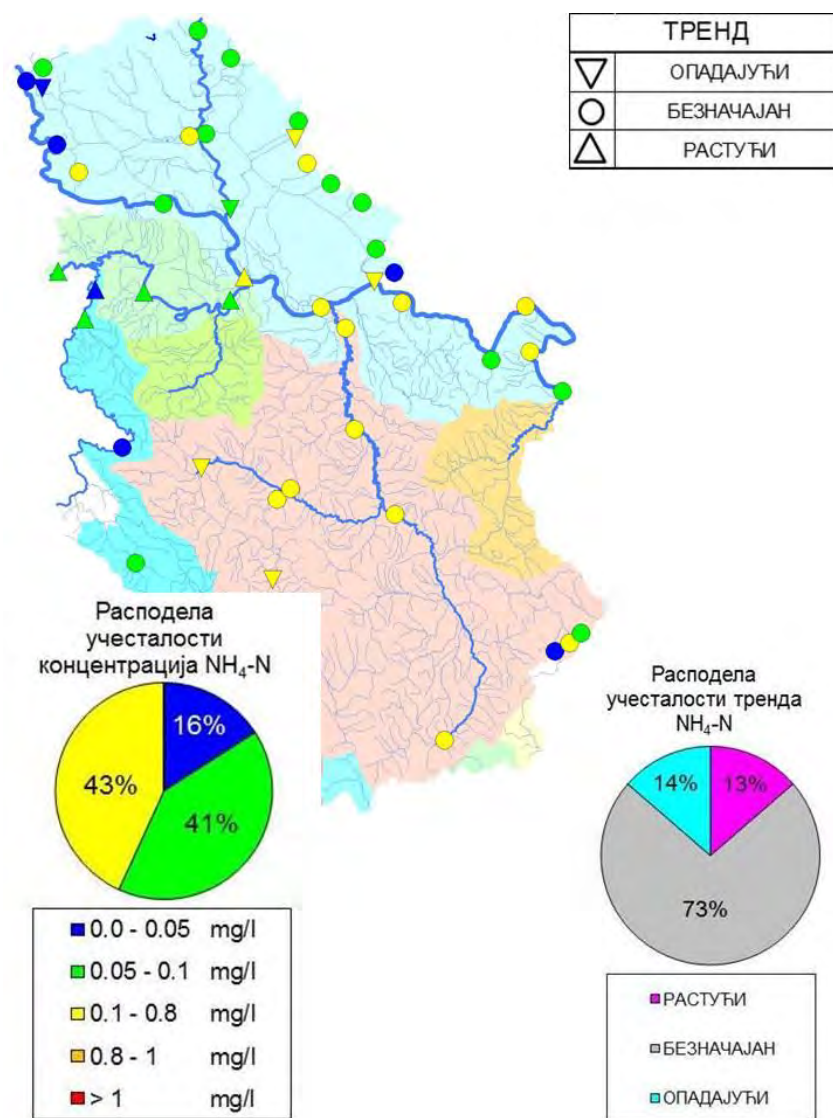 ТРЕНД
ОПАДАЈУЋИ
БЕЗНАЧАЈАН
РАСТУЋИ
Расподела
учесталости
концентрација NH₄-N
16%
43%
41%
0.0 - 0.05 mg/l
0.05 - 0.1 mg/l
0.1 - 0.8 mg/l
0.8 - 1 mg/l
> 1 mg/l
Расподела
учесталости тренда
NH₄-N
14%
13%
73%
РАСТУЋИ
БЕЗНАЧАЈАН
ОПАДАЈУЋИ